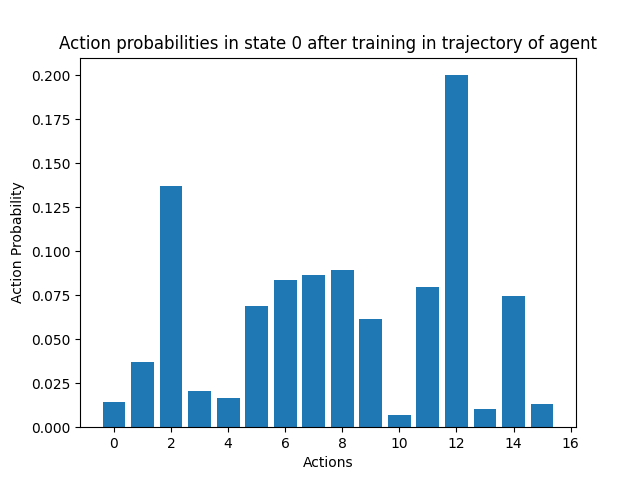 Action probabilities in state 0 after training in trajectory of agent
0.200
0.175
0.150
0.125
0.100
0.075
0.050
0.025
0.000
Action Probability
0 2 4 6 8 10 12 14 16
Actions